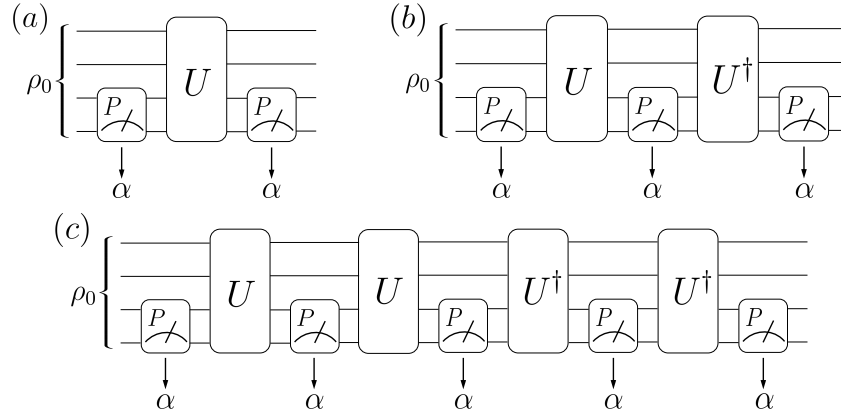 (a) (b)
ρ₀ P U P ρ₀ P U P U† P
α α α α α
(c)
ρ₀ P U P U P U† P U† P
α α α α α